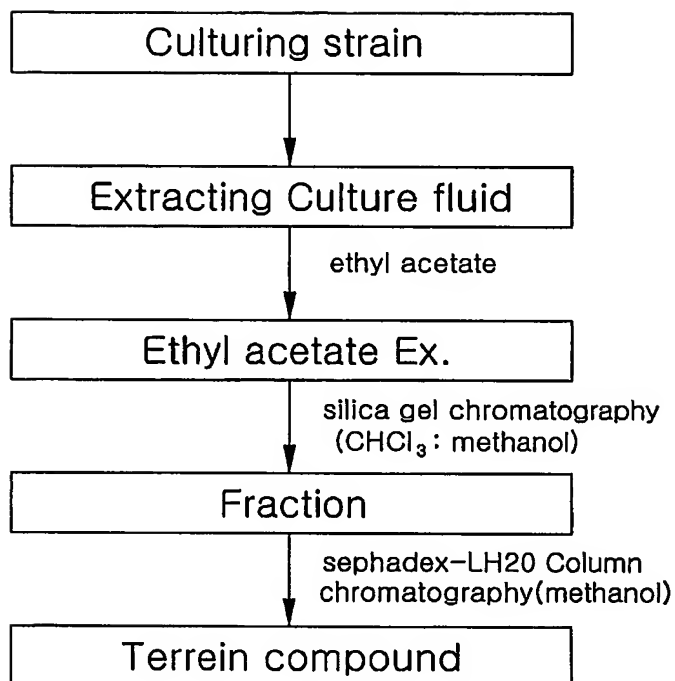 Culturing strain
Extracting Culture fluid
ethyl acetate
Ethyl acetate Ex.
silica gel chromatography
(CHCl₃: methanol)
Fraction
sephadex-LH20 Column
chromatography(methanol)
Terrein compound